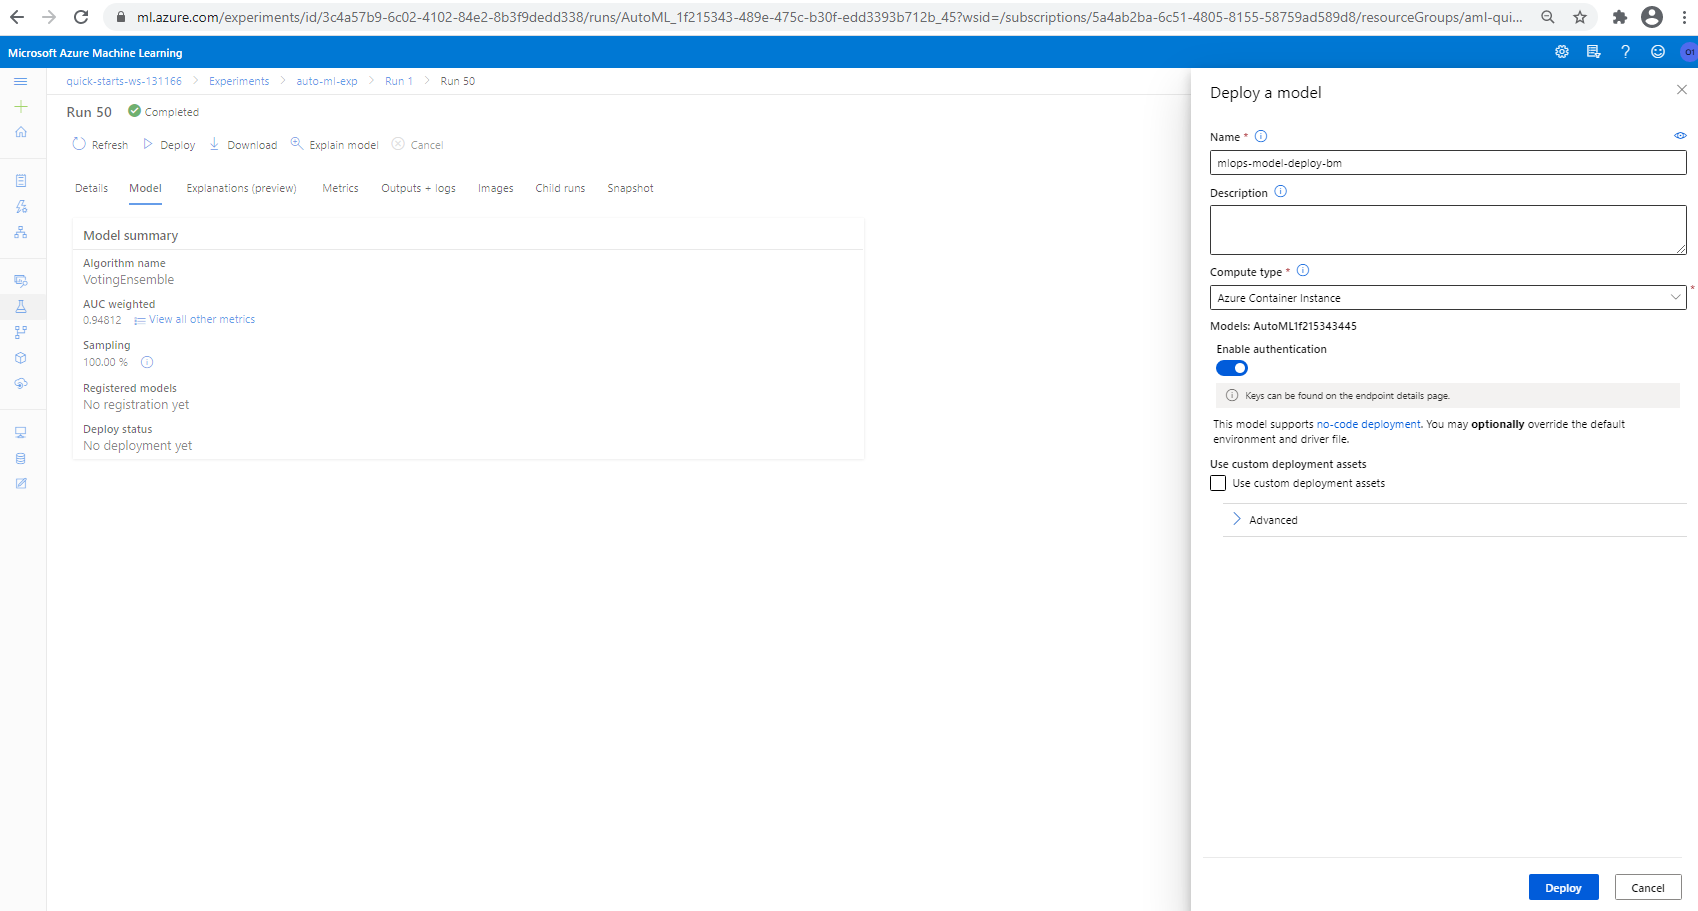 ml.azure.com/experiments/id/3c4a57b9-6c02-4102-84e2-8b3f9dedd338/runs/AutoML_1f215343-489e-475c-b30f-edd3393b712b_45?wsid=/subscriptions/5a4ab2ba-6c51-4805-8155-58759ad589d8/resourceGroups/aml-qui...
Microsoft Azure Machine Learning
quick-starts-ws-131166 > Experiments > auto-ml-exp > Run 1 > Run 50
Run 50 Completed
Refresh Deploy Download Explain model Cancel
Details Model Explanations (preview) Metrics Outputs + logs Images Child runs Snapshot
Model summary
Algorithm name
VotingEnsemble
AUC weighted
0.94812 View all other metrics
Sampling
100.00 %
Registered models
No registration yet
Deploy status
No deployment yet
Deploy a model
Name *
mlops-model-deploy-bm
Description
Compute type *
Azure Container Instance
*
Models: AutoML1f215343445
Enable authentication
Keys can be found on the endpoint details page.
This model supports no-code deployment. You may optionally override the default
environment and driver file.
Use custom deployment assets
Use custom deployment assets
Advanced
Deploy Cancel